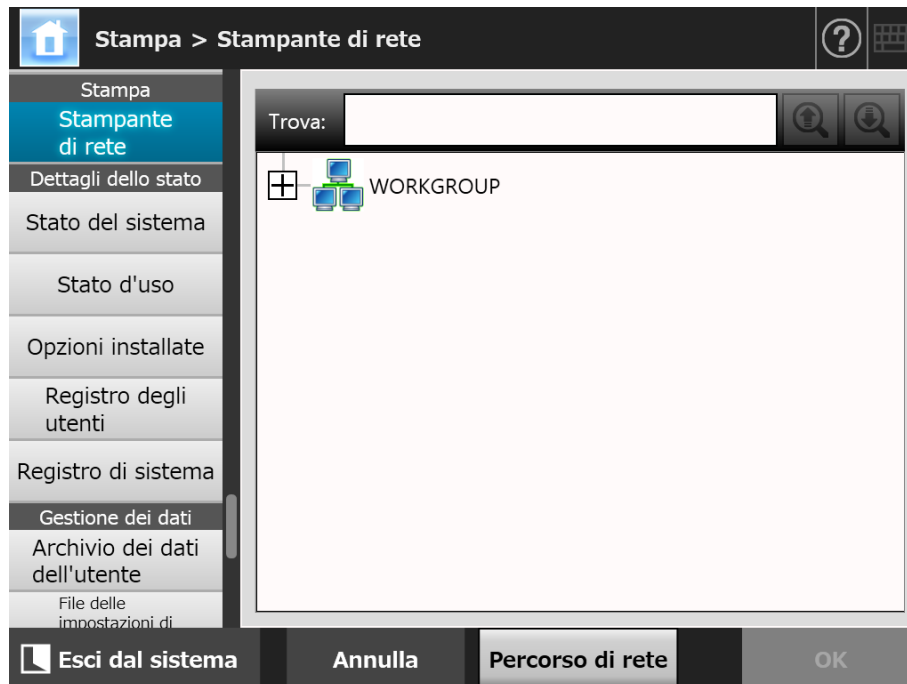 Stampa > Stampante di rete
?
Stampa
Stampante
di rete
Dettagli dello stato
Stato del sistema
Stato d'uso
Opzioni installate
Registro degli
utenti
Registro di sistema
Gestione dei dati
Archivio dei dati
dell'utente
File delle
impostazioni di
Trova:
WORKGROUP
Esci dal sistema
Annulla
Percorso di rete
OK